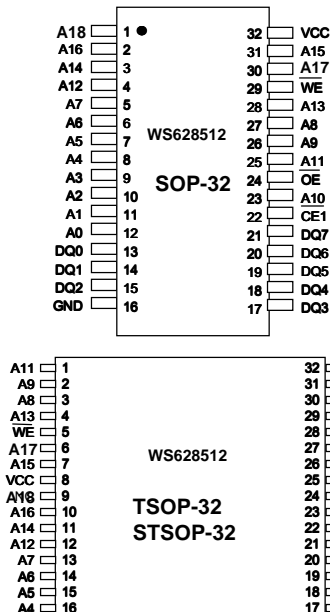 A18 1 32 VCC
A16 2 31 A15
A14 3 30 A17
A12 4 29 WE
A7 5 28 A13
A6 6 27 A8
A5 7 WS628512 26 A9
A4 8 25 A11
A3 9 SOP-32 24 OE
A2 10 23 A10
A1 11 22 CE1
A0 12 21 DQ7
DQ0 13 20 DQ6
DQ1 14 19 DQ5
DQ2 15 18 DQ4
GND 16 17 DQ3
A11 1 32
A9 2 31
A8 3 30
A13 4 29
WE 5 28
A17 6 27
A15 7 WS628512 26
VCC 8 25
A18 9 24
A16 10 TSOP-32 23
A14 11 STSOP-32 22
A12 12 21
A7 13 20
A6 14 19
A5 15 18
A4 16 17